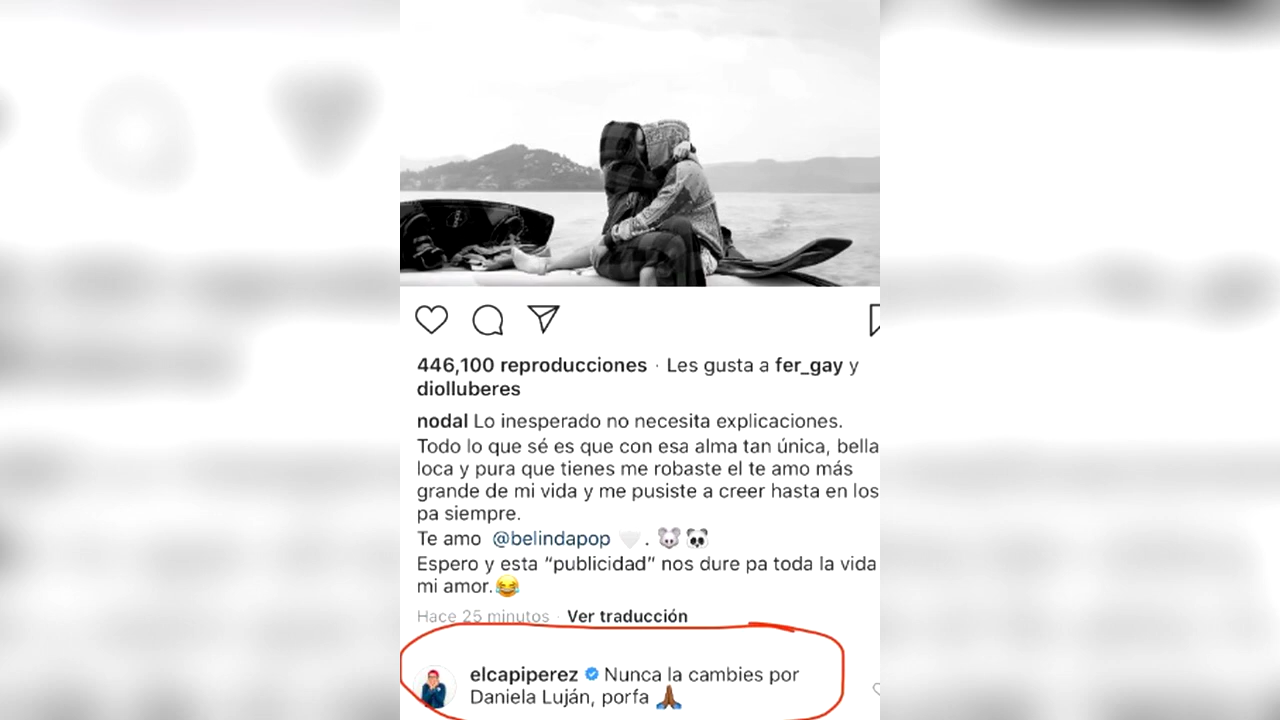 446,100 reproducciones · Les gusta a fer_gay y
diolluberes
nodal Lo inesperado no necesita explicaciones.
Todo lo que sé es que con esa alma tan única, bella
loca y pura que tienes me robaste el te amo más
grande de mi vida y me pusiste a creer hasta en los
pa siempre.
Te amo @belindapop 🤍. 🐭🐼
Espero y esta “publicidad” nos dure pa toda la vida
mi amor.😂
Hace 25 minutos · Ver traducción
elcapiperez Nunca la cambies por
Daniela Luján, porfa 🙏🏾